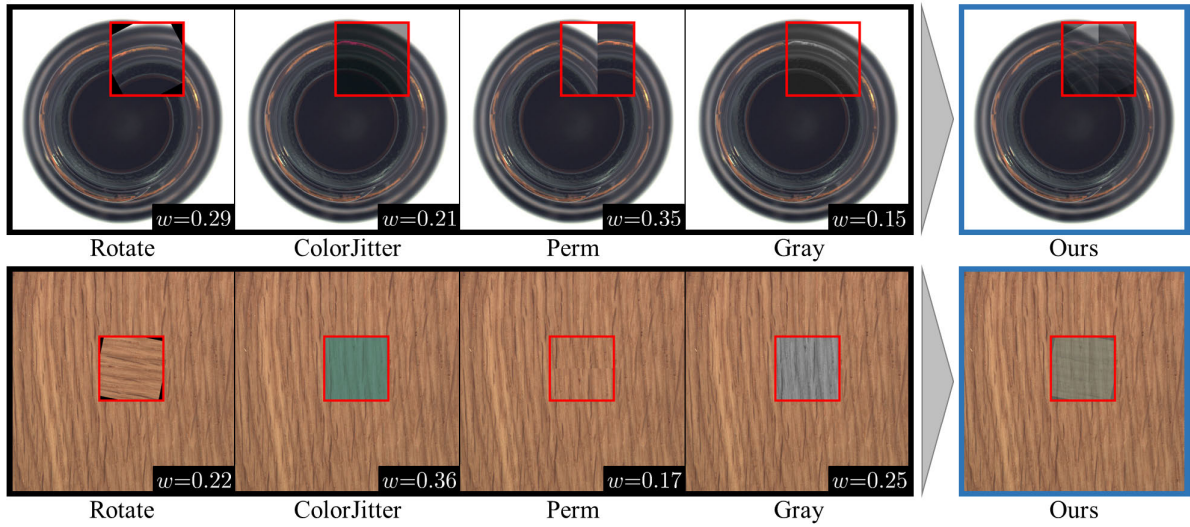 w=0.29 w=0.21 w=0.35 w=0.15
Rotate ColorJitter Perm Gray Ours
w=0.22 w=0.36 w=0.17 w=0.25
Rotate ColorJitter Perm Gray Ours